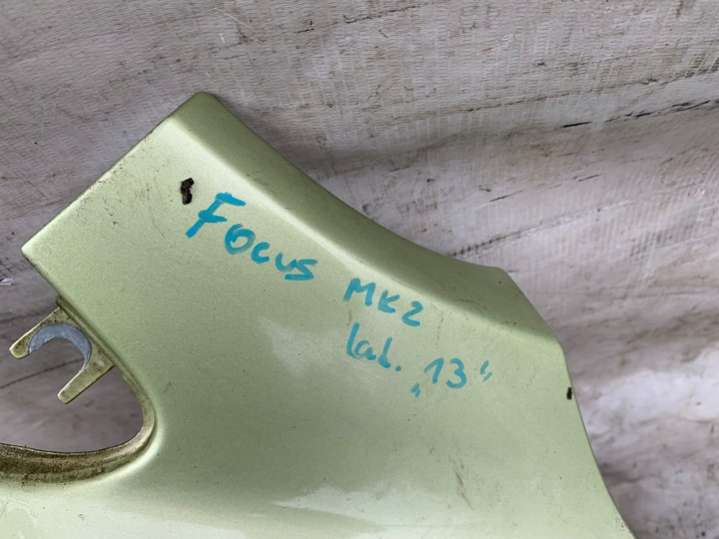 Focus
MK2
lak. „13"